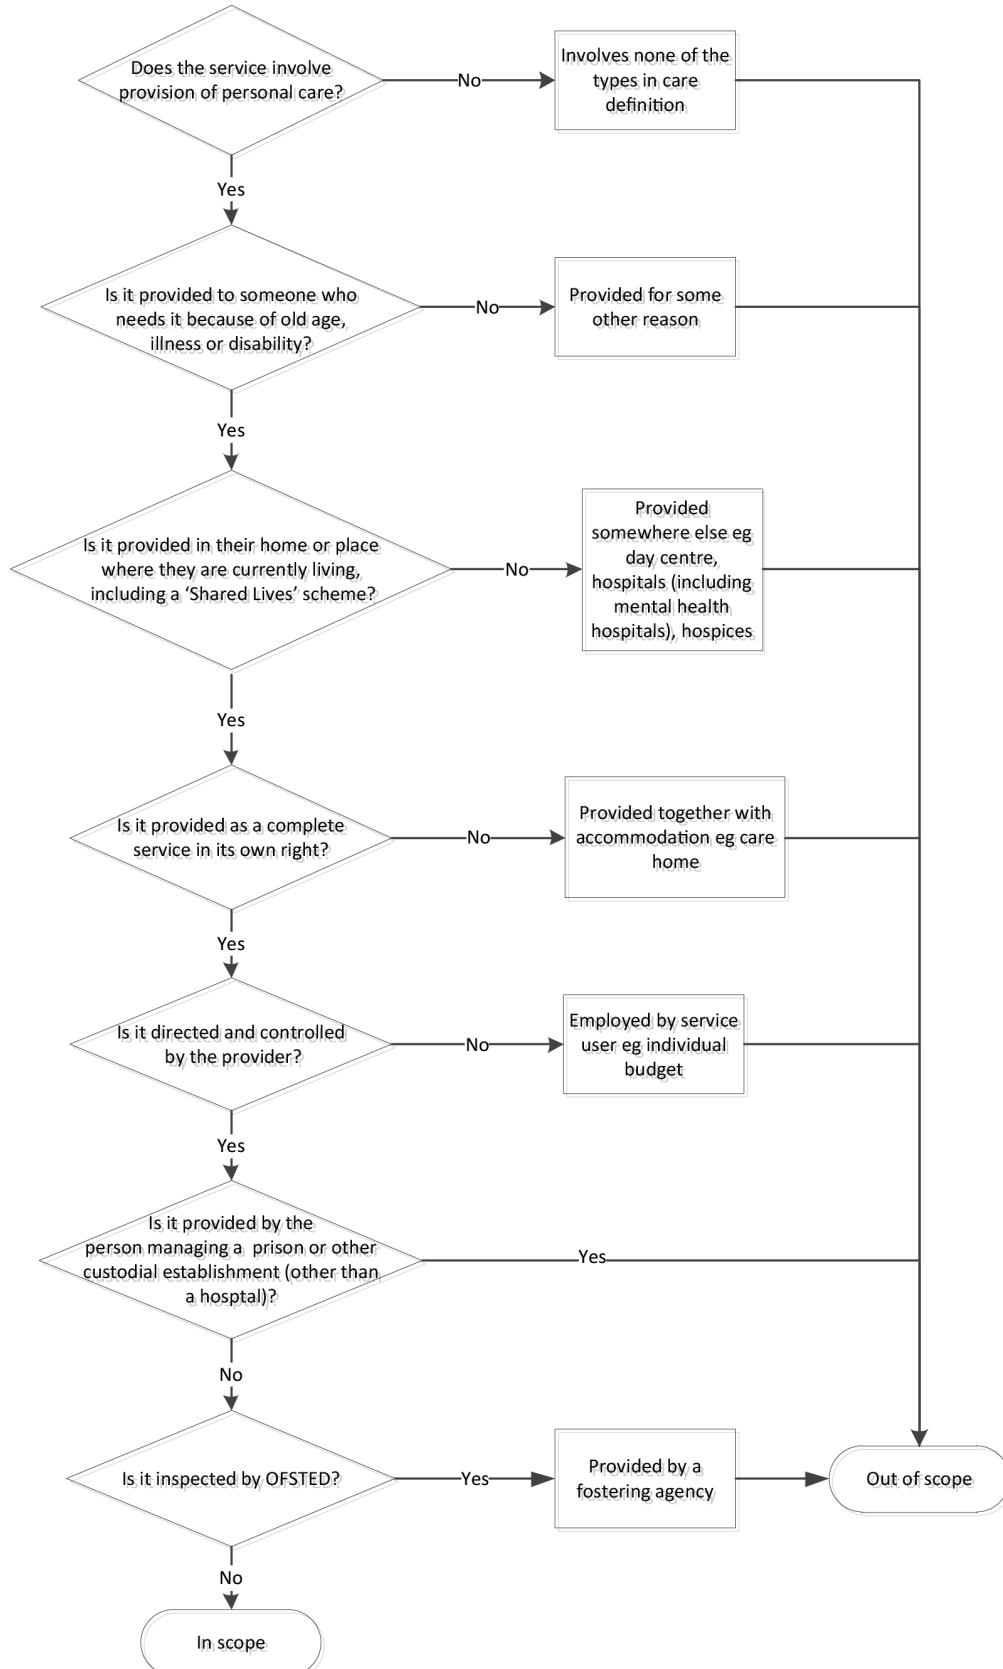 Does the service involve
provision of personal care?
No
Involves none of the
types in care
definition
Yes
Is it provided to someone who
needs it because of old age,
illness or disability?
No
Provided for some
other reason
Yes
Is it provided in their home or place
where they are currently living,
including a ‘Shared Lives’ scheme?
No
Provided
somewhere else eg
day centre,
hospitals (including
mental health
hospitals), hospices
Yes
Is it provided as a complete
service in its own right?
No
Provided together with
accommodation eg care
home
Yes
Is it directed and controlled
by the provider?
No
Employed by service
user eg individual
budget
Yes
Is it provided by the
person managing a prison or other
custodial establishment (other than
a hosptal)?
Yes
No
Is it inspected by OFSTED?
Yes
Provided by a
fostering agency
Out of scope
No
In scope